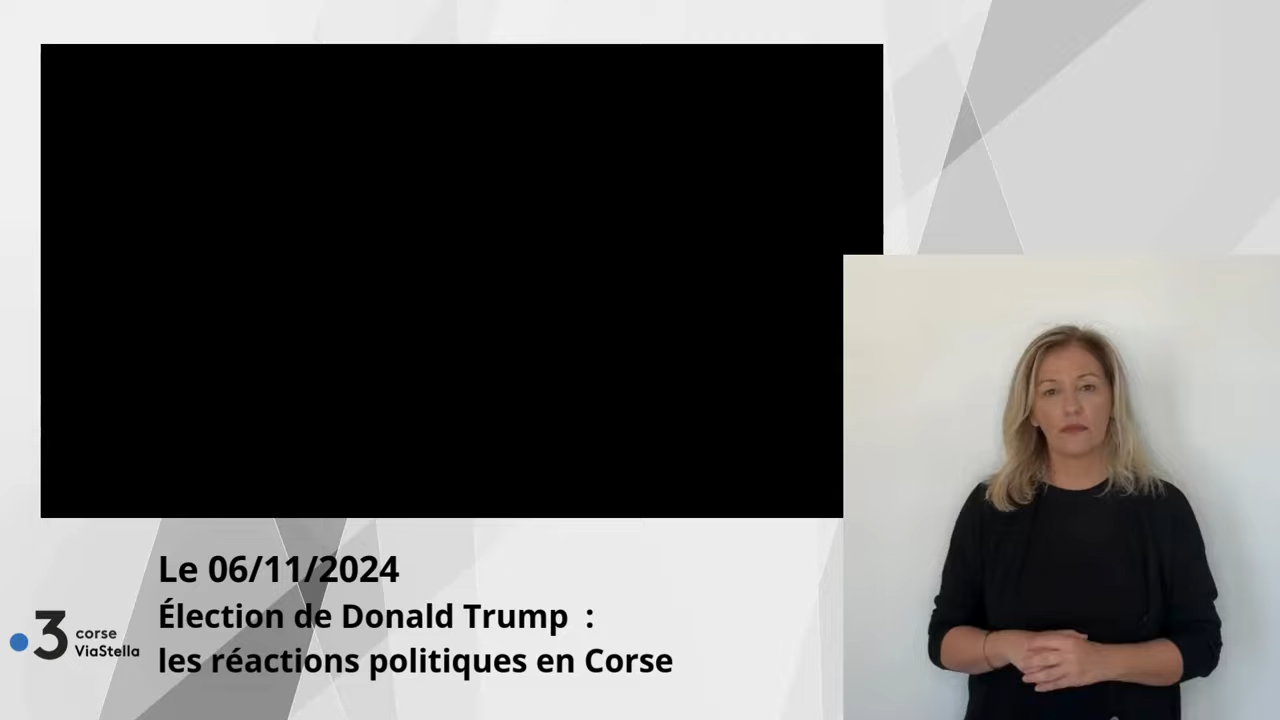 Le 06/11/2024
Élection de Donald Trump :
les réactions politiques en Corse
3 corse
ViaStella